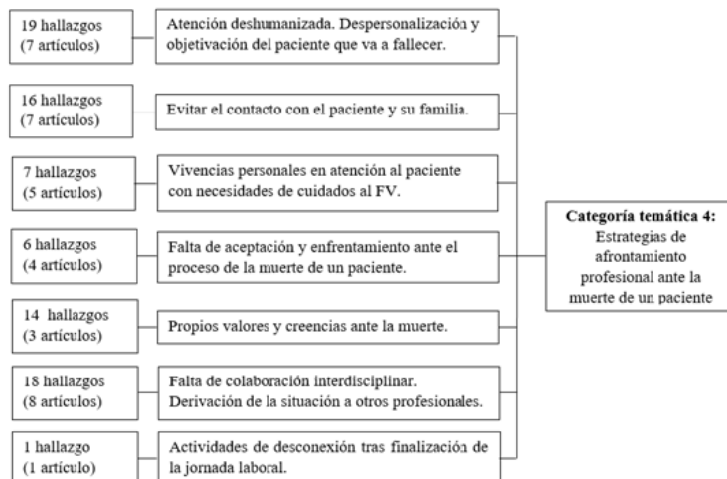 19 hallazgos
(7 artículos)
Atención deshumanizada. Despersonalización y
objetivación del paciente que va a fallecer.
16 hallazgos
(7 artículos)
Evitar el contacto con el paciente y su familia.
7 hallazgos
(5 artículos)
Vivencias personales en atención al paciente
con necesidades de cuidados al FV.
6 hallazgos
(4 artículos)
Falta de aceptación y enfrentamiento ante el
proceso de la muerte de un paciente.
14 hallazgos
(3 artículos)
Propios valores y creencias ante la muerte.
18 hallazgos
(8 artículos)
Falta de colaboración interdisciplinar.
Derivación de la situación a otros profesionales.
1 hallazgo
(1 artículo)
Actividades de desconexión tras finalización de
la jornada laboral.
Categoría temática 4:
Estrategias de
afrontamiento
profesional ante la
muerte de un paciente